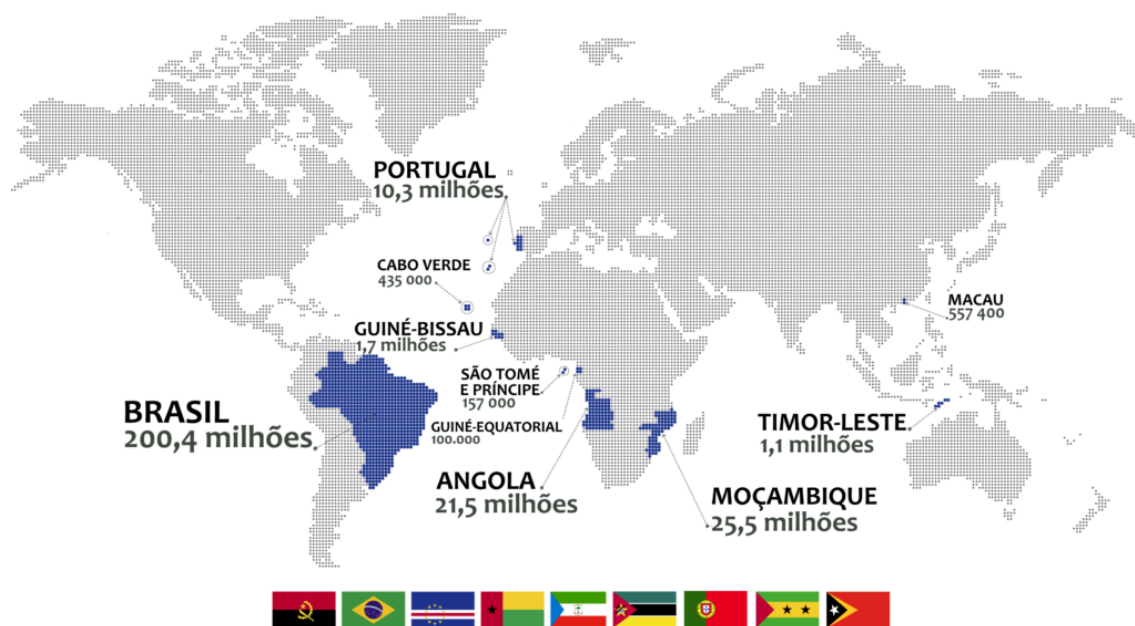 PORTUGAL
10,3 milhões
CABO VERDE
435 000
MACAU
557 400
GUINÉ-BISSAU
1,7 milhões
SÃO TOMÉ
E PRÍNCIPE
157 000
BRASIL
200,4 milhões
GUINÉ-EQUATORIAL
100.000
TIMOR-LESTE
1,1 milhões
ANGOLA
21,5 milhões
MOÇAMBIQUE
25,5 milhões